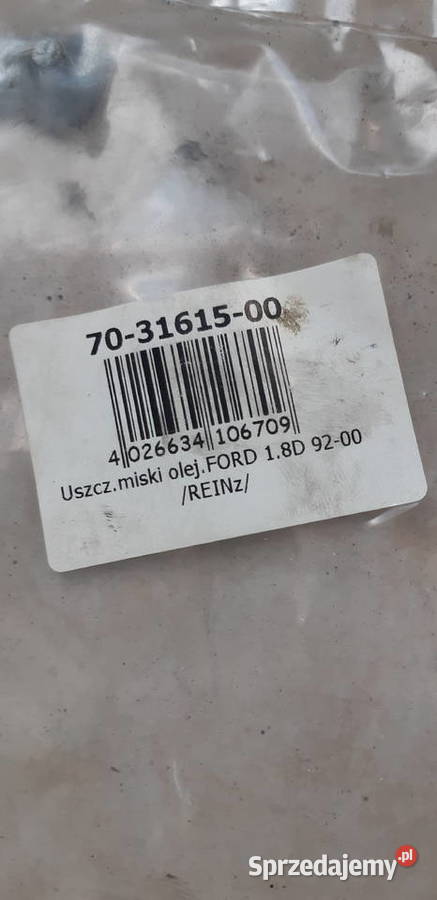 70-31615-00
4 026634 106709
Uszcz.miski olej.FORD 1.8D 92-00
/REINz/
Sprzedajemy.pl